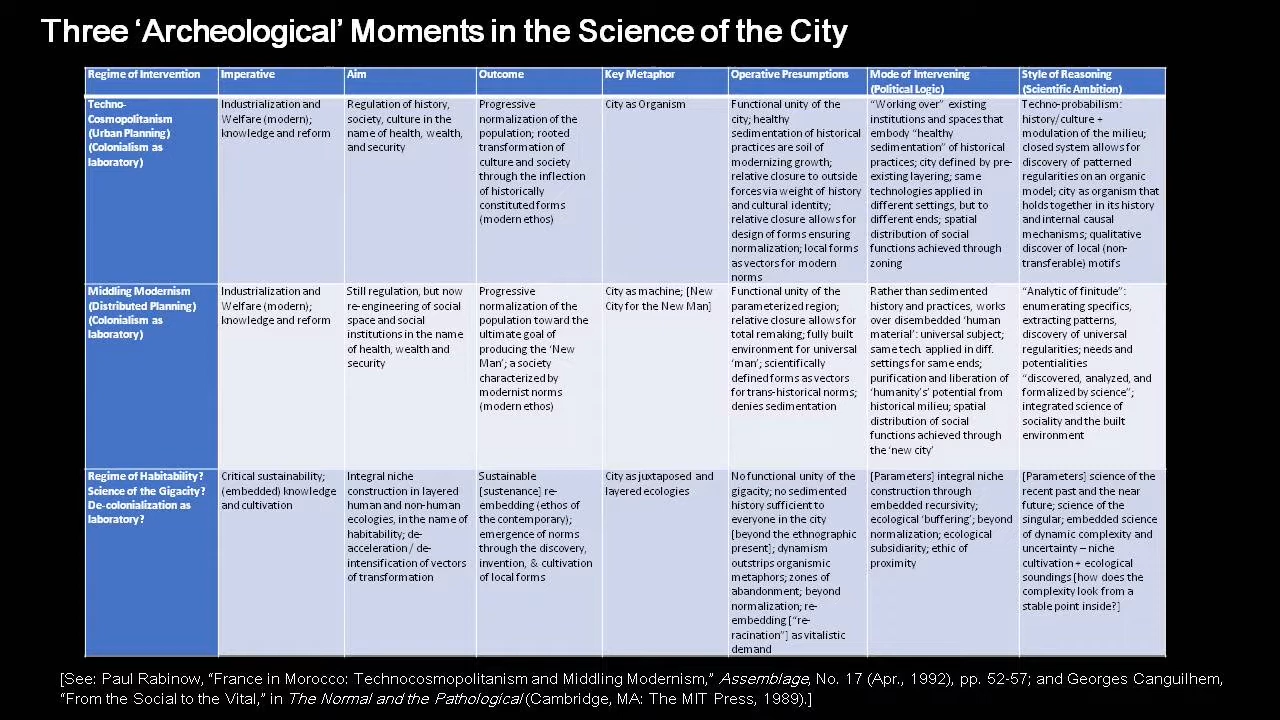 Three ‘Archeological’ Moments in the Science of the City
Regime of Intervention
Imperative
Aim
Outcome
Key Metaphor
Operative Presumptions
Mode of Intervening
(Political Logic)
Style of Reasoning
(Scientific Ambition)
Techno-
Cosmopolitanism
(Urban Planning)
(Colonialism as
laboratory)
Industrialization and
Welfare (modern);
knowledge and reform
Regulation of history,
society, culture in the
name of health, wealth,
and security
Progressive
normalization of the
population; rooted
transformation of
culture and society
through the inflection
of historically
constituted forms
(modern ethos)
City as Organism
Functional unity of the
city; healthy
sedimentation of historical
practices are soil of
modernizing growth;
relative closure to outside
forces via weight of history
and cultural identity;
relative closure allows for
design of forms ensuring
normalization; local forms
as vectors for modern
norms
“Working over” existing
institutions and spaces that
embody “healthy
sedimentation” of historical
practices; city defined by pre-
existing layering; same
technologies applied in
different settings, but to
different ends; spatial
distribution of social
functions achieved through
zoning
Techno-probabilism:
history/culture +
modulation of the milieu;
closed system allows for
discovery of patterned
regularities on an organic
model; city as organism that
holds together in its history
and internal causal
mechanisms; qualitative
discover of local (non-
transferable) motifs
Middling Modernism
(Distributed Planning)
(Colonialism as
laboratory)
Industrialization and
Welfare (modern);
knowledge and reform
Still regulation, but now
re-engineering of social
space and social
institutions in the name
of health, wealth and
security
Progressive
normalization of the
population toward the
ultimate goal of
producing the ‘New
Man’; a society
characterized by
modernist norms
(modern ethos)
City as machine; [New
City for the New Man]
Functional unity of the
parameterized region;
relative closure allows for
total remaking; fully built
environment for universal
‘man’; scientifically
defined forms as vectors
for trans-historical norms;
denies sedimentation
Rather than sedimented
history and practices, works
over disembedded ‘human
material’: universal subject;
same tech. applied in diff.
settings for same ends;
purification and liberation of
‘humanity’s’ potential from
historical milieu; spatial
distribution of social
functions achieved through
the ‘new city’
“Analytic of finitude”:
enumerating specifics,
extracting patterns,
discovery of universal
regularities; needs and
potentialities
“discovered, analyzed, and
formalized by science”;
integrated science of
sociality and the built
environment
Regime of Habitability?
Science of the Gigacity?
De-colonialization as
laboratory?
Critical sustainability;
(embedded) knowledge
and cultivation
Integral niche
construction in layered
human and non-human
ecologies, in the name of
habitability; de-
acceleration / de-
intensification of vectors
of transformation
Sustainable
[sustenance] re-
embedding (ethos of
the contemporary);
emergence of norms
through the discovery,
invention, & cultivation
of local forms
City as juxtaposed and
layered ecologies
No functional unity of the
gigacity; no sedimented
history sufficient to
everyone in the city
[beyond the ethnographic
present]; dynamism
outstrips organismic
metaphors; zones of
abandonment; beyond
normalization; re-
embedding [“re-
racination”] as vitalistic
demand
[Parameters] integral niche
construction through
embedded recursivity;
ecological ‘buffering’; beyond
normalization; ecological
subsidiarity; ethic of
proximity
[Parameters] science of the
recent past and the near
future; science of the
singular; embedded science
of dynamic complexity and
uncertainty – niche
cultivation + ecological
soundings [how does the
complexity look from a
stable point inside?]
[See: Paul Rabinow, “France in Morocco: Technocosmopolitanism and Middling Modernism,” Assemblage, No. 17 (Apr., 1992), pp. 52-57; and Georges Canguilhem,
“From the Social to the Vital,” in The Normal and the Pathological (Cambridge, MA: The MIT Press, 1989).]